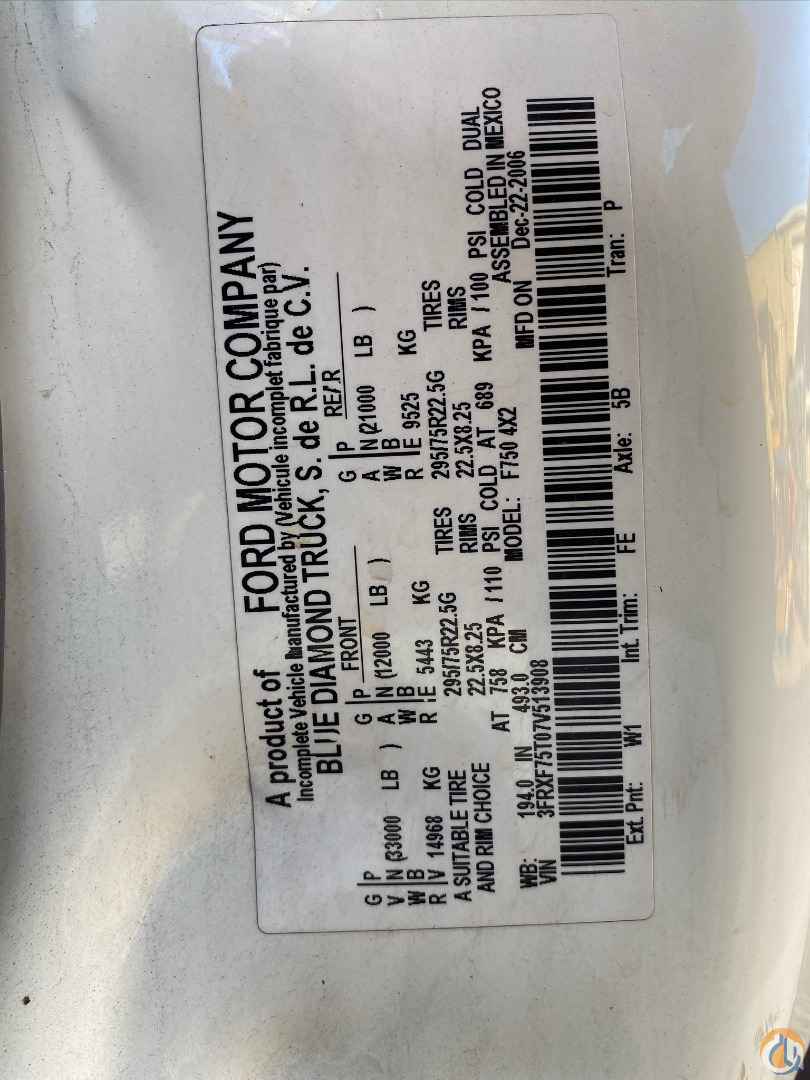 A product of FORD MOTOR COMPANY
Incomplete Vehicle manufactured by (Vehicule incomplet fabrique par)
BLUE DIAMOND TRUCK, S. de R.L. de C.V.
FRONT REAR
G P G P G P
V N (33000 LB ) A N (12000 LB ) A N (21000 LB )
W B W B W B
R V 14968 KG R E 5443 KG R E 9525 KG
A SUITABLE TIRE 295/75R22.5G TIRES 295/75R22.5G TIRES
AND RIM CHOICE 22.5X8.25 RIMS 22.5X8.25 RIMS
AT 758 KPA / 110 PSI COLD AT 689 KPA / 100 PSI COLD DUAL
WB: 194.0 IN 493.0 CM MODEL: F750 4X2 ASSEMBLED IN MEXICO
VIN 3FRXF75T07V513908 MFD ON Dec-22-2006
Ext. Pnt: W1 Int. Trim: FE Axle: 5B Tran: P